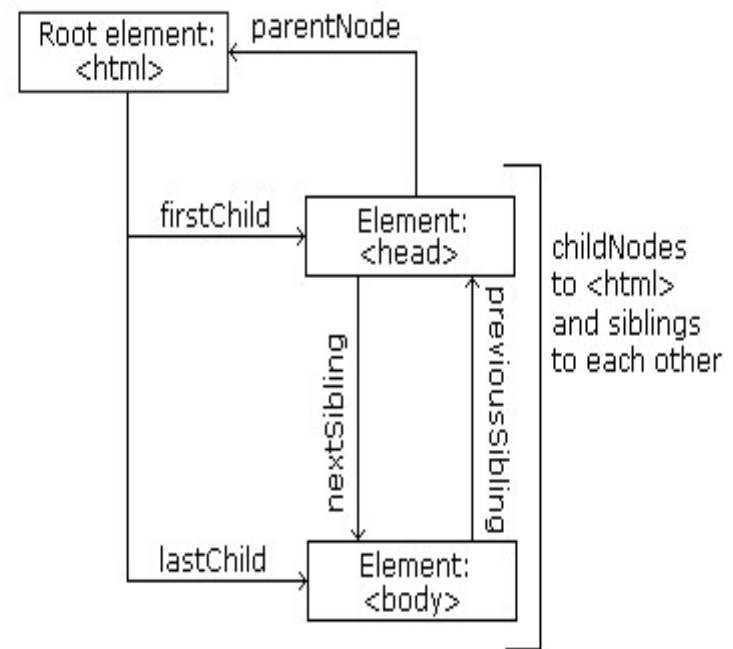 Root element:
<html>
parentNode
firstChild
Element:
<head>
childNodes
to <html>
and siblings
to each other
nextSibling
previousSibling
lastChild
Element:
<body>